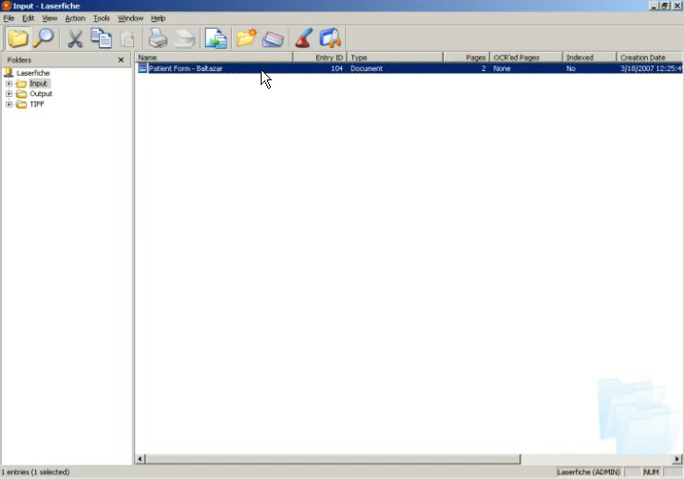 Input - Laserfiche
File Edit View Action Tools Window Help
Folders
Name Entry ID Type Pages OCR'ed Pages Indexed Creation Date
Patient Form - Baltazar 104 Document 2 None No 3/18/2007 12:25:4
Laserfiche
Input
Output
TIFF
1 entries (1 selected) Laserfiche (ADMIN) NUM